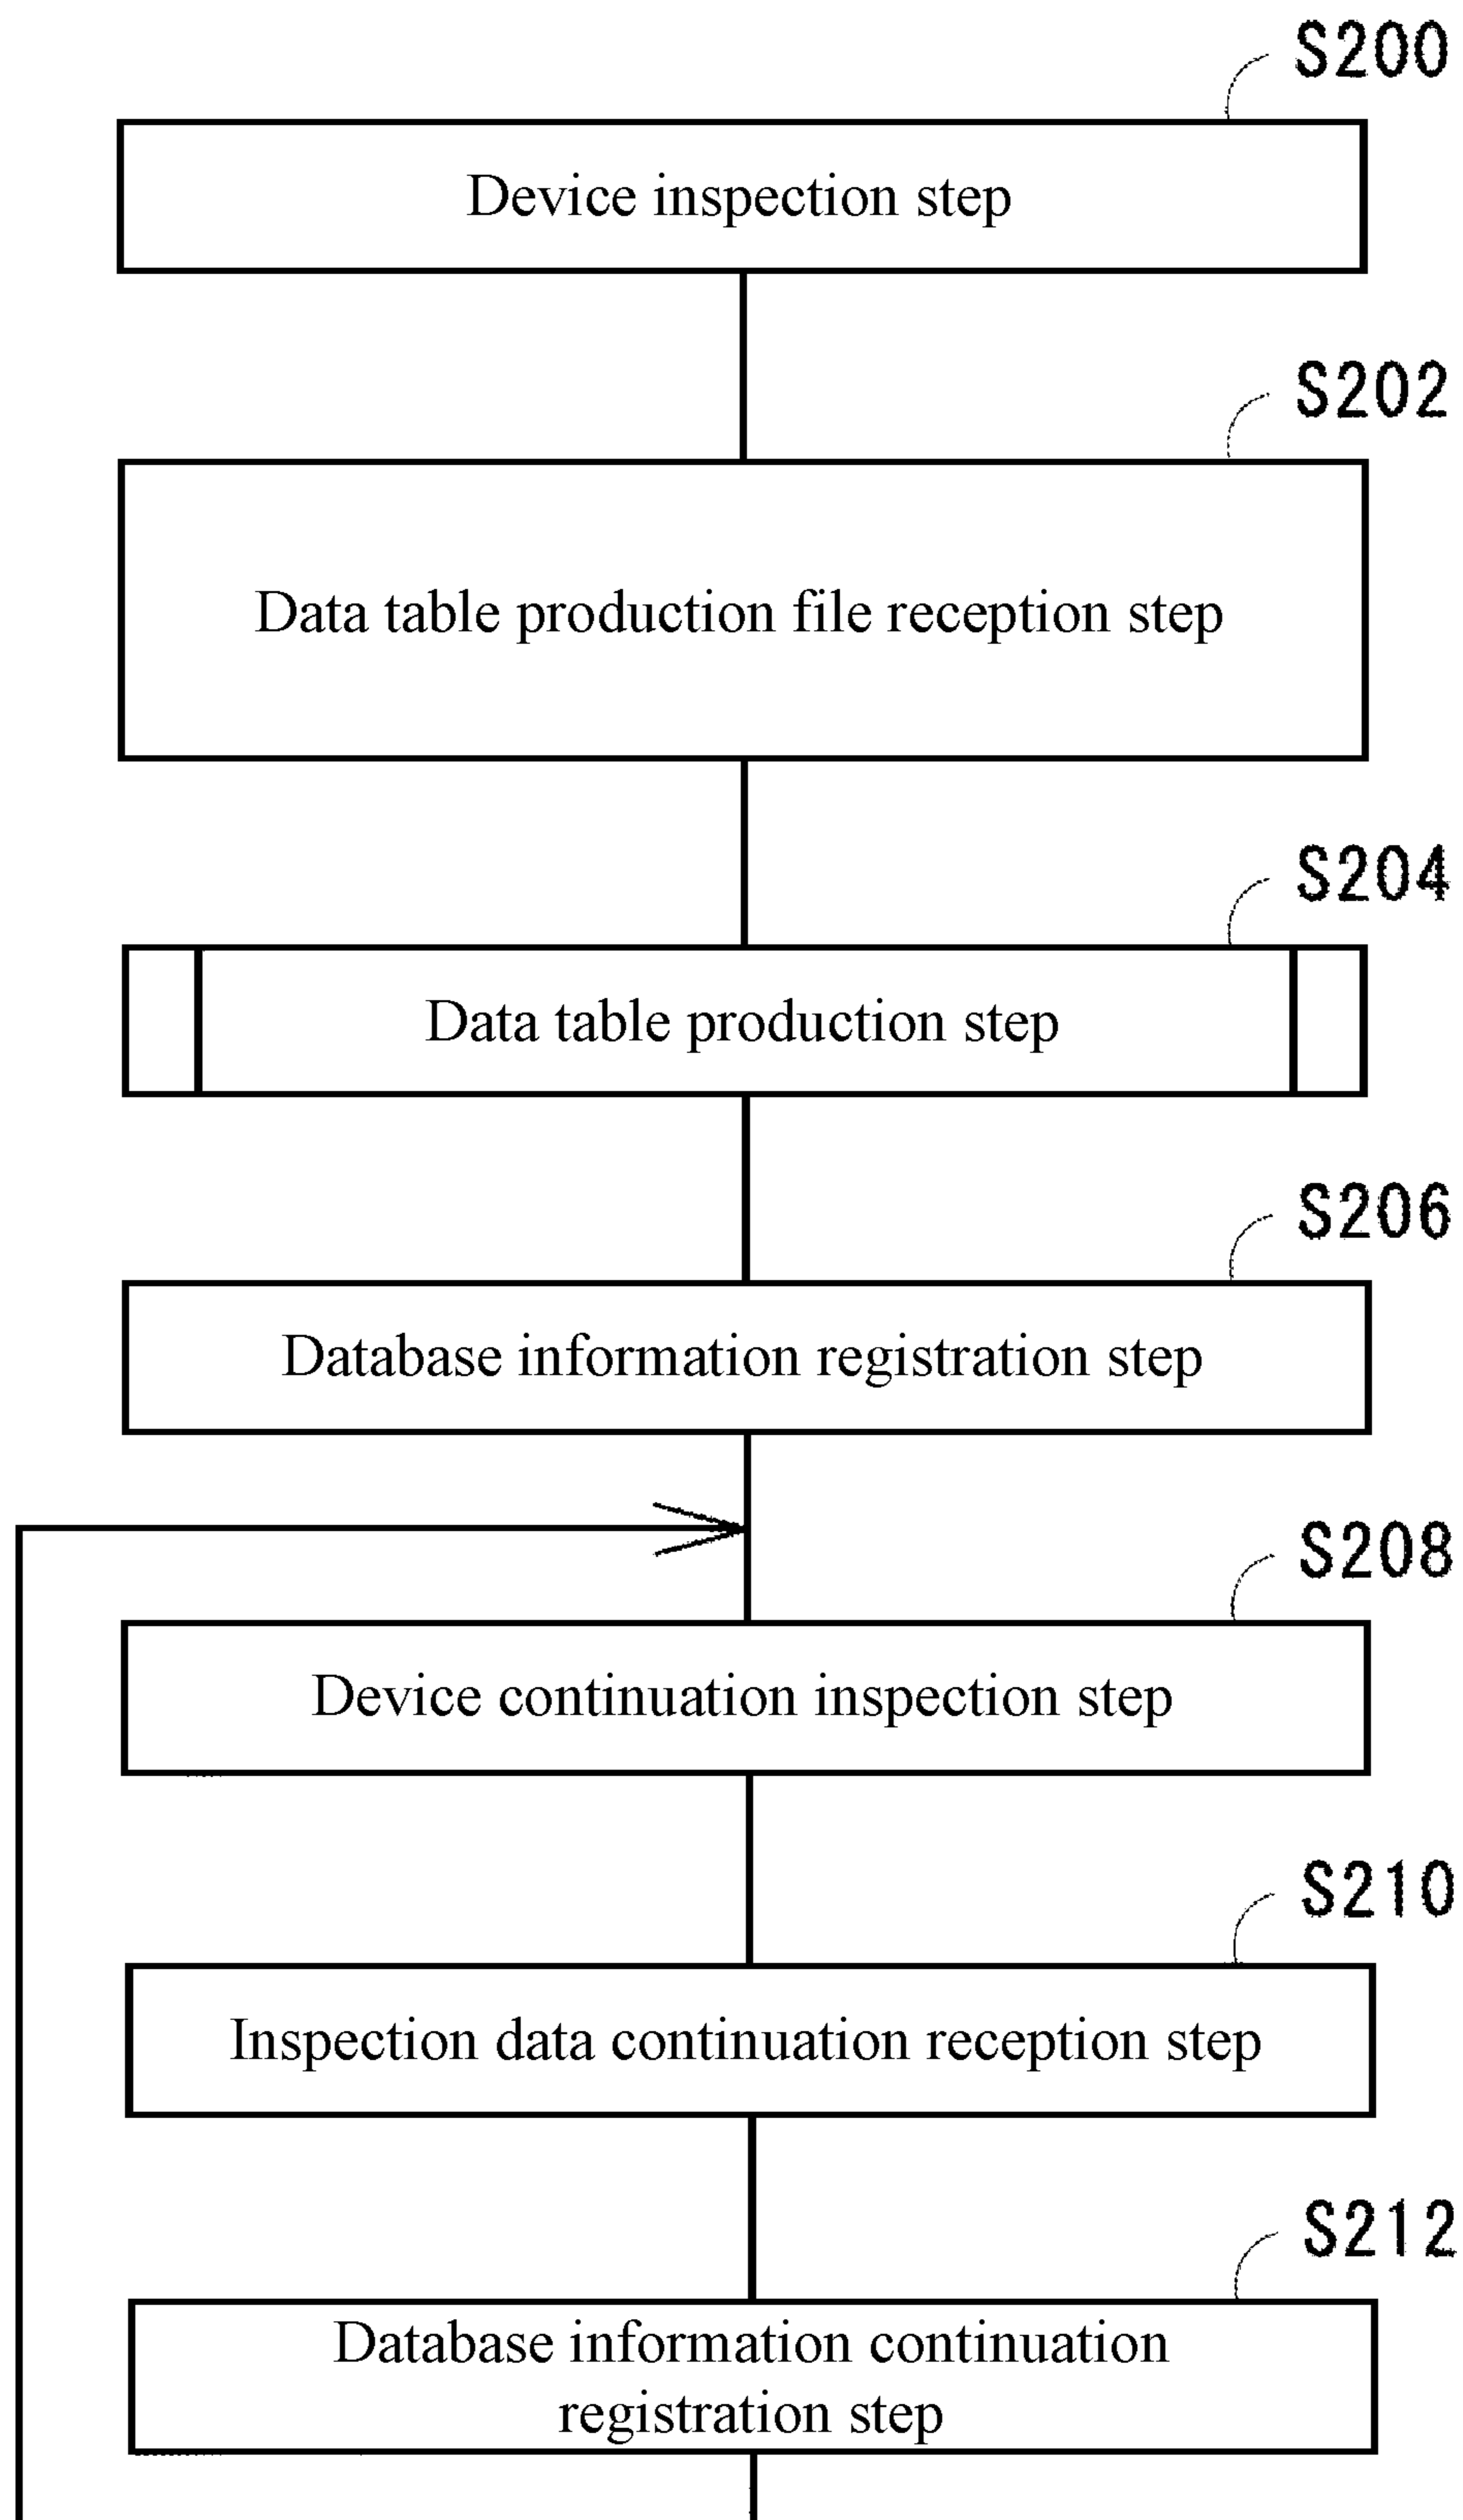 S200
Device inspection step
S202
Data table production file reception step
S204
Data table production step
S206
Database information registration step
S208
Device continuation inspection step
S210
Inspection data continuation reception step
S212
Database information continuation
registration step